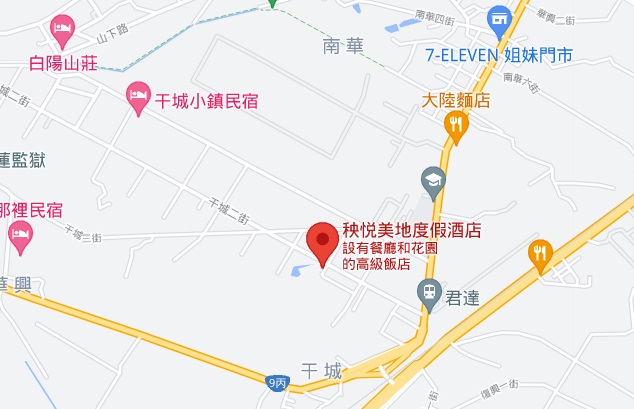 南華四街
華興二街
山下路
南華
7-ELEVEN 姐妹門市
白陽山莊
南華六街
干城小鎮民宿
大陸麵店
城二街
蓮監獄
那裡民宿
干城二街
干城三街
秧悦美地度假酒店
設有餐廳和花園
的高級飯店
華興
君達
干城
9丙
復興一街